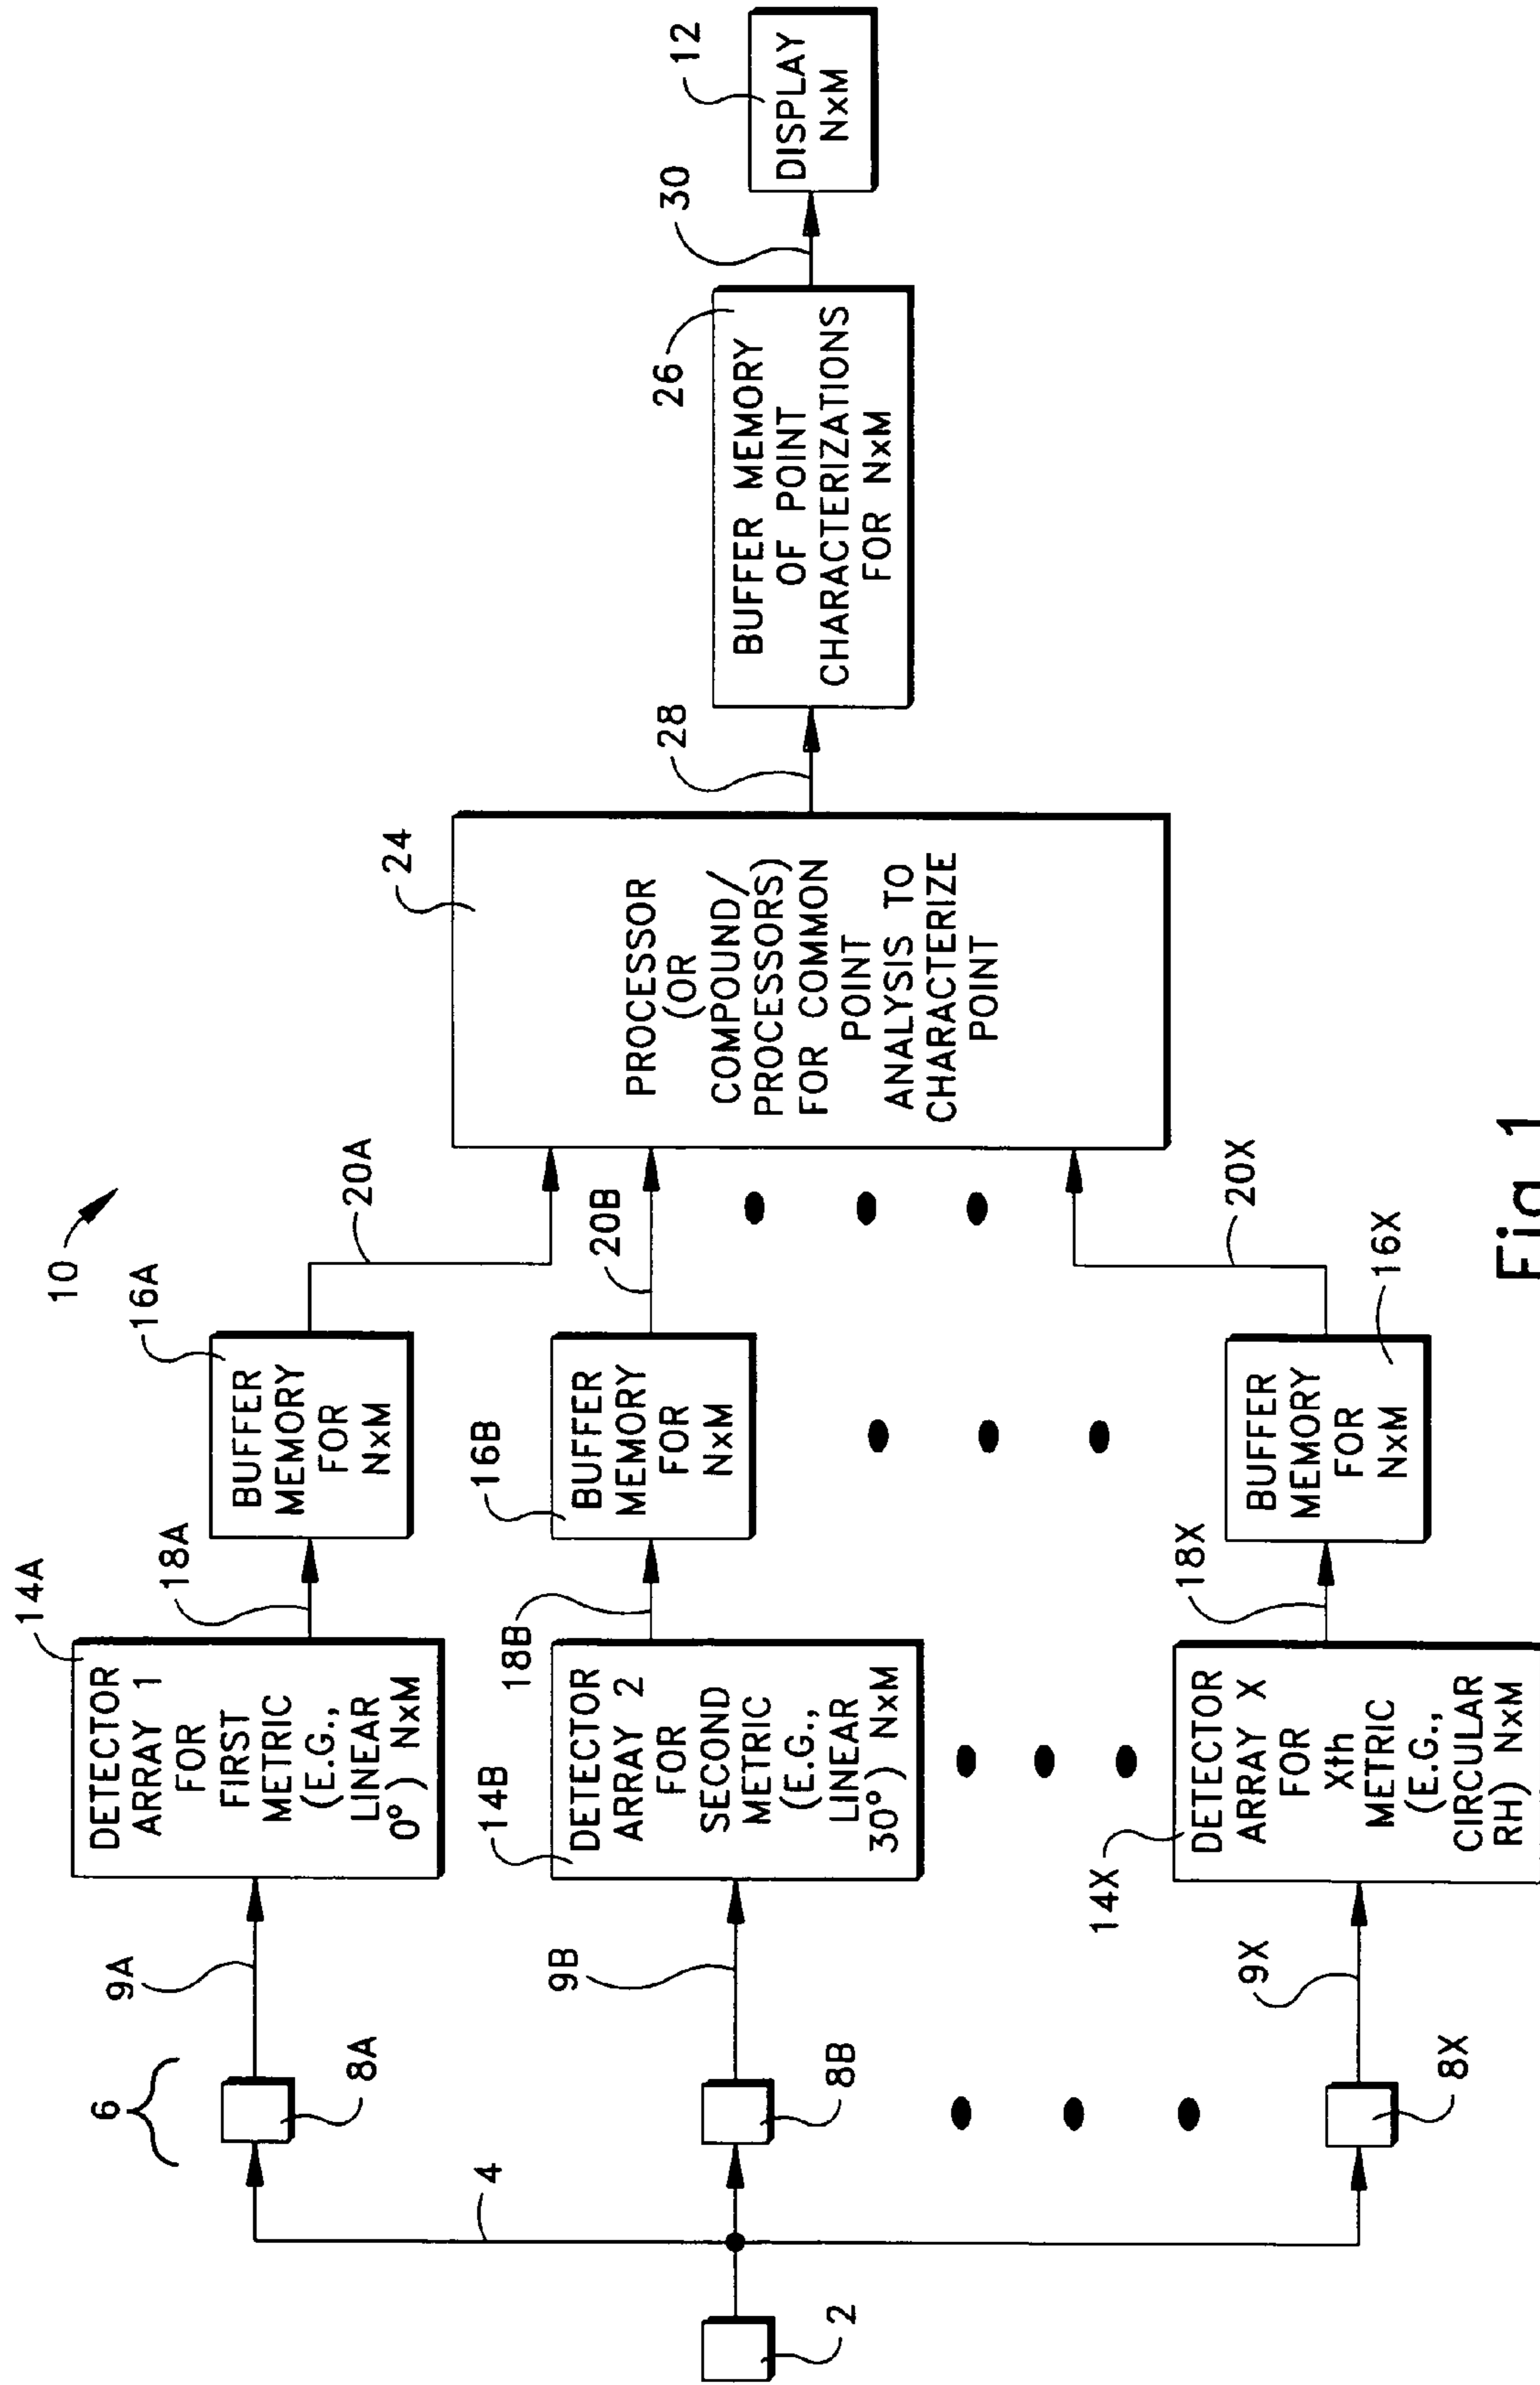 10
6
8A
9A
DETECTOR
ARRAY 1
FOR
FIRST
METRIC
(E.G.,
LINEAR
0°) NxM
14A
18A
BUFFER
MEMORY
FOR
NxM
16A
20A
2
4
8B
9B
DETECTOR
ARRAY 2
FOR
SECOND
METRIC
(E.G.,
LINEAR
30°) NxM
14B
18B
BUFFER
MEMORY
FOR
NxM
16B
20B
8X
9X
DETECTOR
ARRAY X
FOR
Xth
METRIC
(E.G.,
CIRCULAR
RH) NxM
14X
18X
BUFFER
MEMORY
FOR
NxM
16X
20X
PROCESSOR
(OR
COMPOUND/
PROCESSORS)
FOR COMMON
POINT
ANALYSIS TO
CHARACTERIZE
POINT
24
28
BUFFER MEMORY
OF POINT
CHARACTERIZATIONS
FOR NxM
26
30
DISPLAY
NxM
12
Fig.1